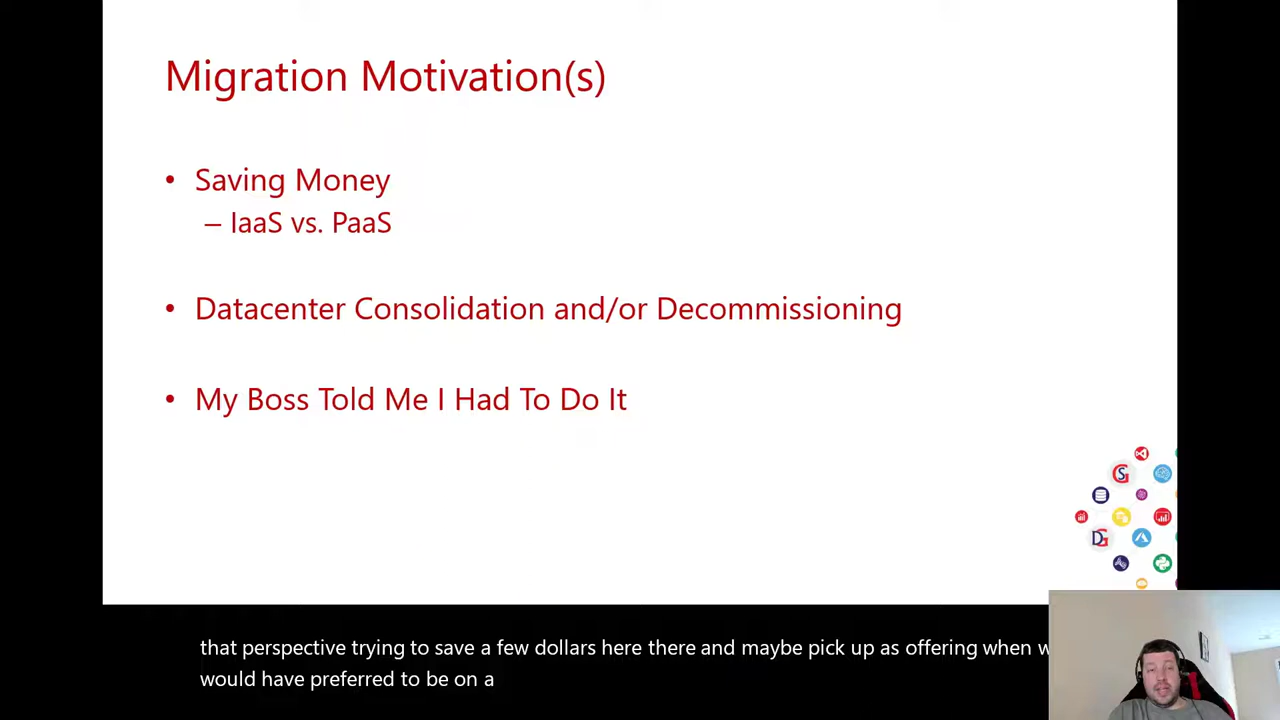 Migration Motivation(s)
• Saving Money
– IaaS vs. PaaS
• Datacenter Consolidation and/or Decommissioning
• My Boss Told Me I Had To Do It
that perspective trying to save a few dollars here there and maybe pick up as offering when
would have preferred to be on a